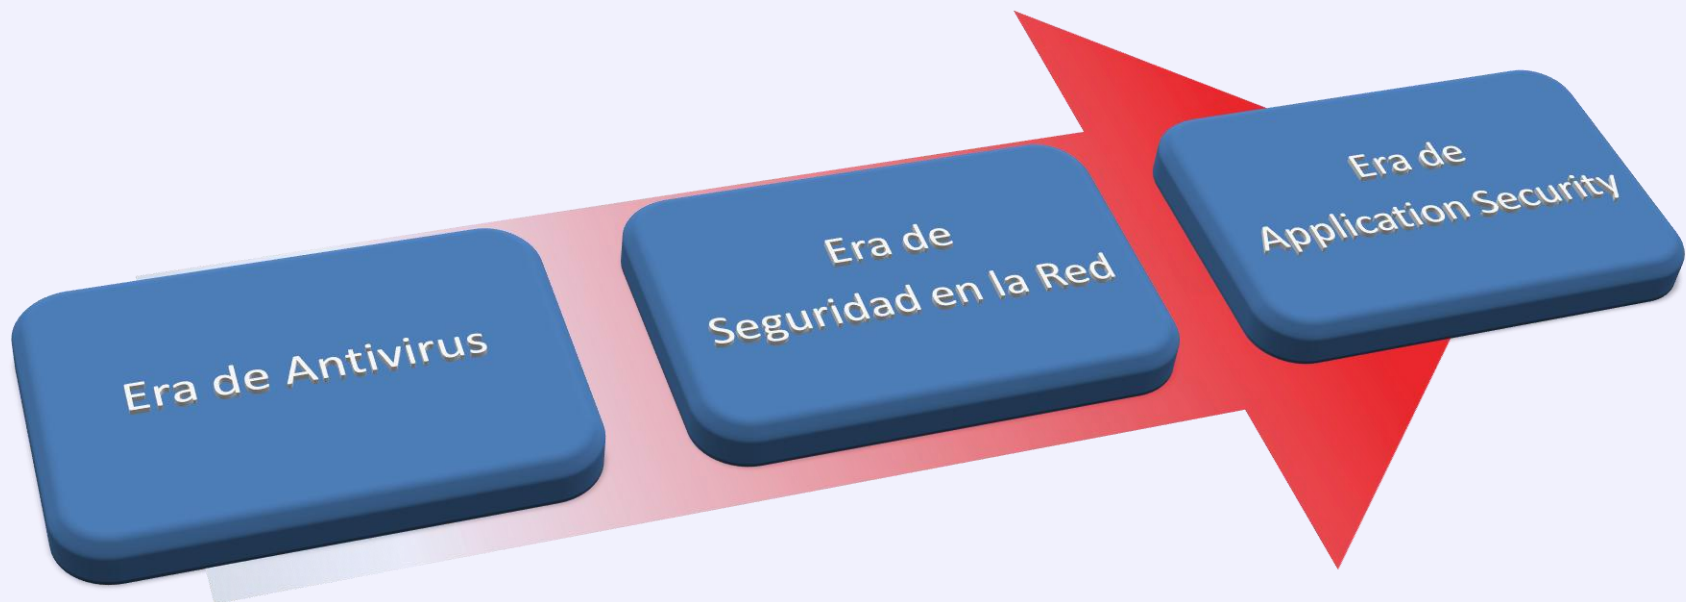 Era de Antivirus
Era de
Seguridad en la Red
Era de
Application Security